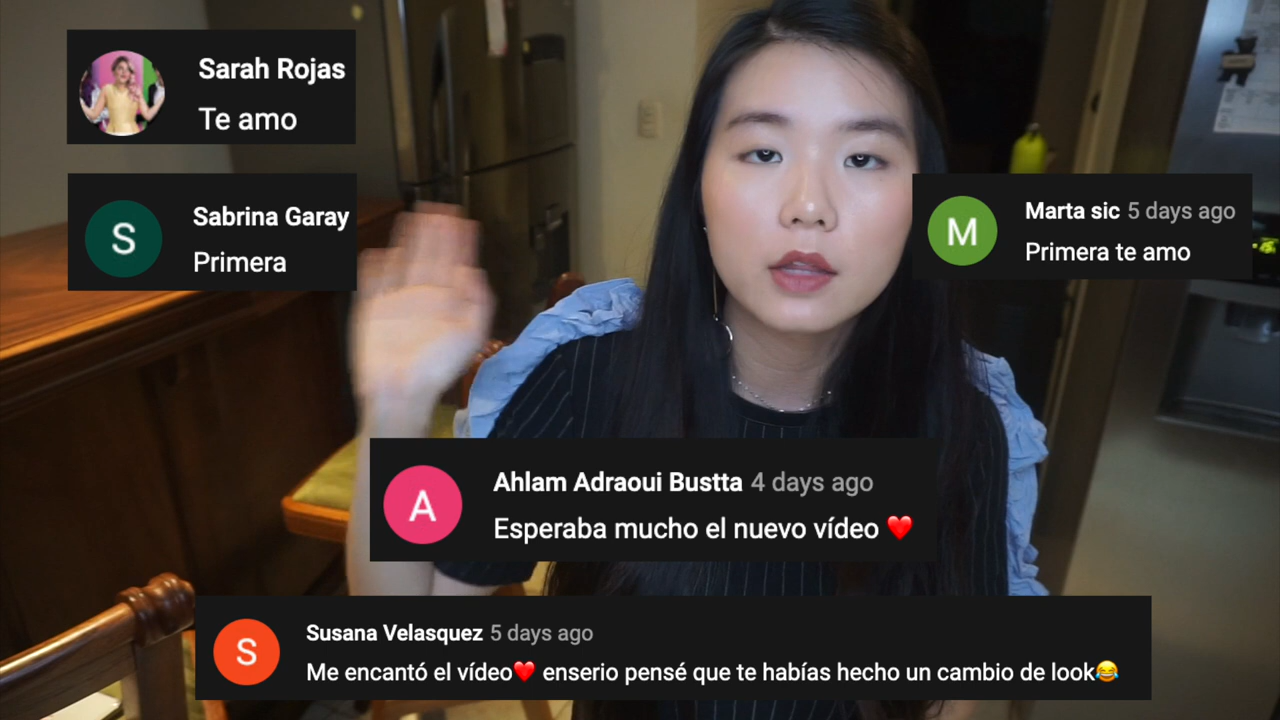 Sarah Rojas
Te amo
S
Sabrina Garay
Primera
M
Marta sic 5 days ago
Primera te amo
A
Ahlam Adraoui Bustta 4 days ago
Esperaba mucho el nuevo vídeo ❤️
S
Susana Velasquez 5 days ago
Me encantó el vídeo❤️ enserio pensé que te habías hecho un cambio de look😂